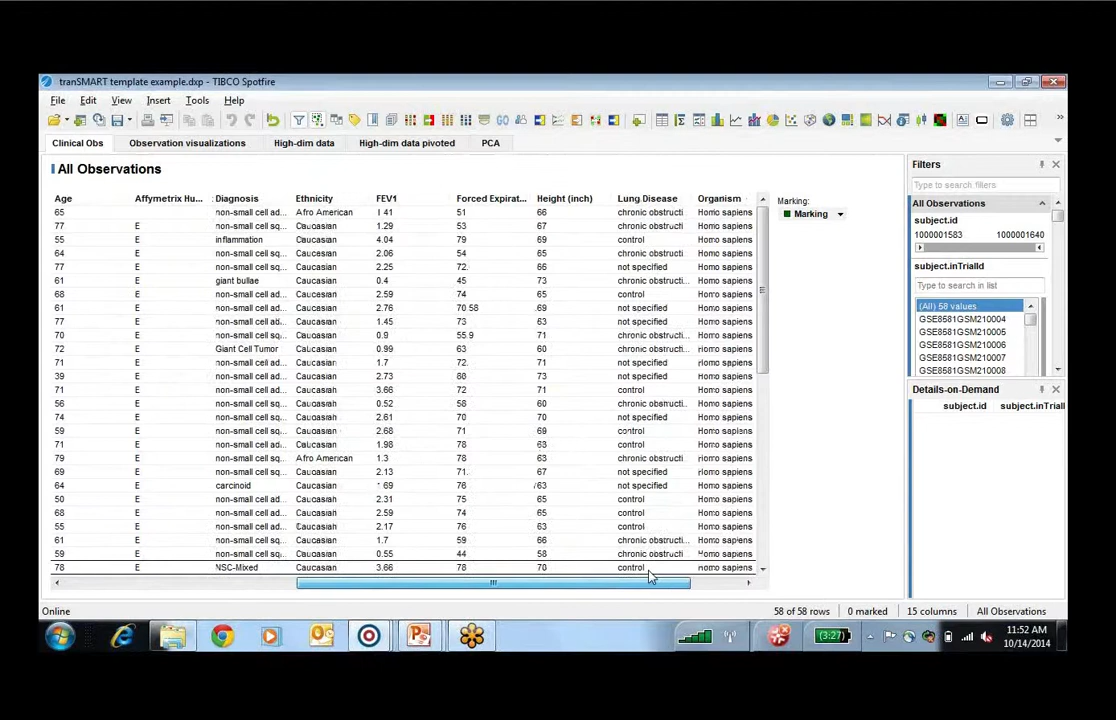 tranSMART template example.dxp - TIBCO Spotfire
File Edit View Insert Tools Help
Clinical Obs Observation visualizations High-dim data High-dim data pivoted PCA
All Observations
Age Affymetrix Hu... Diagnosis Ethnicity FEV1 Forced Expirat... Height (inch) Lung Disease Organism
65 non-small cell ad... Afro American 1 41 51 66 chronic obstructi... Homo sapiens
77 E non-small cell sq... Caucasian 1.29 53 67 chronic obstructi... Homo sapiens
55 E inflammation Caucasian 4.04 79 69 control Homo sapiens
64 E non-small cell sq... Caucasian 2.06 54 65 chronic obstructi... Homo sapiens
77 E non-small cell sq... Caucasian 2.25 72. 66 not specified Homo sapiens
61 E giant bullae Caucasian 0.4 45 73 chronic obstructi... Homo sapiens
68 E non-small cell ad... Caucasian 2.59 74 65 control Homo sapiens
61 E non-small cell ad... Caucasian 2.76 70.58 69 not specified Homo sapiens
77 E non-small cell ad... Caucasian 1.45 73 63 not specified Homo sapiens
70 E non-small cell sq... Caucasian 0.9 55.9 71 chronic obstructi... Homo sapiens
72 E Giant Cell Tumor Caucasian 0.99 63 60 chronic obstructi... Homo sapiens
71 E non-small cell ad... Caucasian 1.7 72. 63 not specified Homo sapiens
39 E non-small cell ad... Caucasian 2.73 73 not specified Homo sapiens
71 E non-small cell ad... Caucasian 3.66 72 71 control Homo sapiens
56 E non-small cell ad... Caucasian 0.52 58 60 chronic obstructi... Homo sapiens
74 E non-small cell sq... Caucasian 2.61 70 70 not specified Homo sapiens
59 E non-small cell sq... Caucasian 2.68 71 69 control Homo sapiens
71 E non-small cell sq... Caucasian 1.98 78 63 control Homo sapiens
79 E non-small cell sq... Afro American 1.3 78 63 chronic obstructi... Homo sapiens
69 E non-small cell sq... Caucasian 2.13 71. 67 not specified Homo sapiens
64 E carcinoid Caucasian 69 76 63 not specified Homo sapiens
50 E non-small cell ad... Caucasian 2.31 75 65 control Homo sapiens
68 E non-small cell ad... Caucasian 2.59 74 65 control Homo sapiens
55 E non-small cell ad... Caucasian 2.17 76 63 control Homo sapiens
61 E non-small cell sq... Caucasian 1.7 59 66 chronic obstructi... Homo sapiens
59 E non-small cell sq... Caucasian 0.55 44 58 chronic obstructi... Homo sapiens
78 E NSC-Mixed Caucasian 3.66 78 70 control Homo sapiens
Marking:
Marking
Filters
Type to search filters
All Observations
subject.id
1000001583 1000001640
subject.inTrialId
Type to search in list
(All) 58 values
GSE8581GSM210004
GSE8581GSM210005
GSE8581GSM210006
GSE8581GSM210007
GSE8581GSM210008
Details-on-Demand
subject.id subject.inTrial
Online 58 of 58 rows 0 marked 15 columns All Observations
(3:27) 11:52 AM
10/14/2014